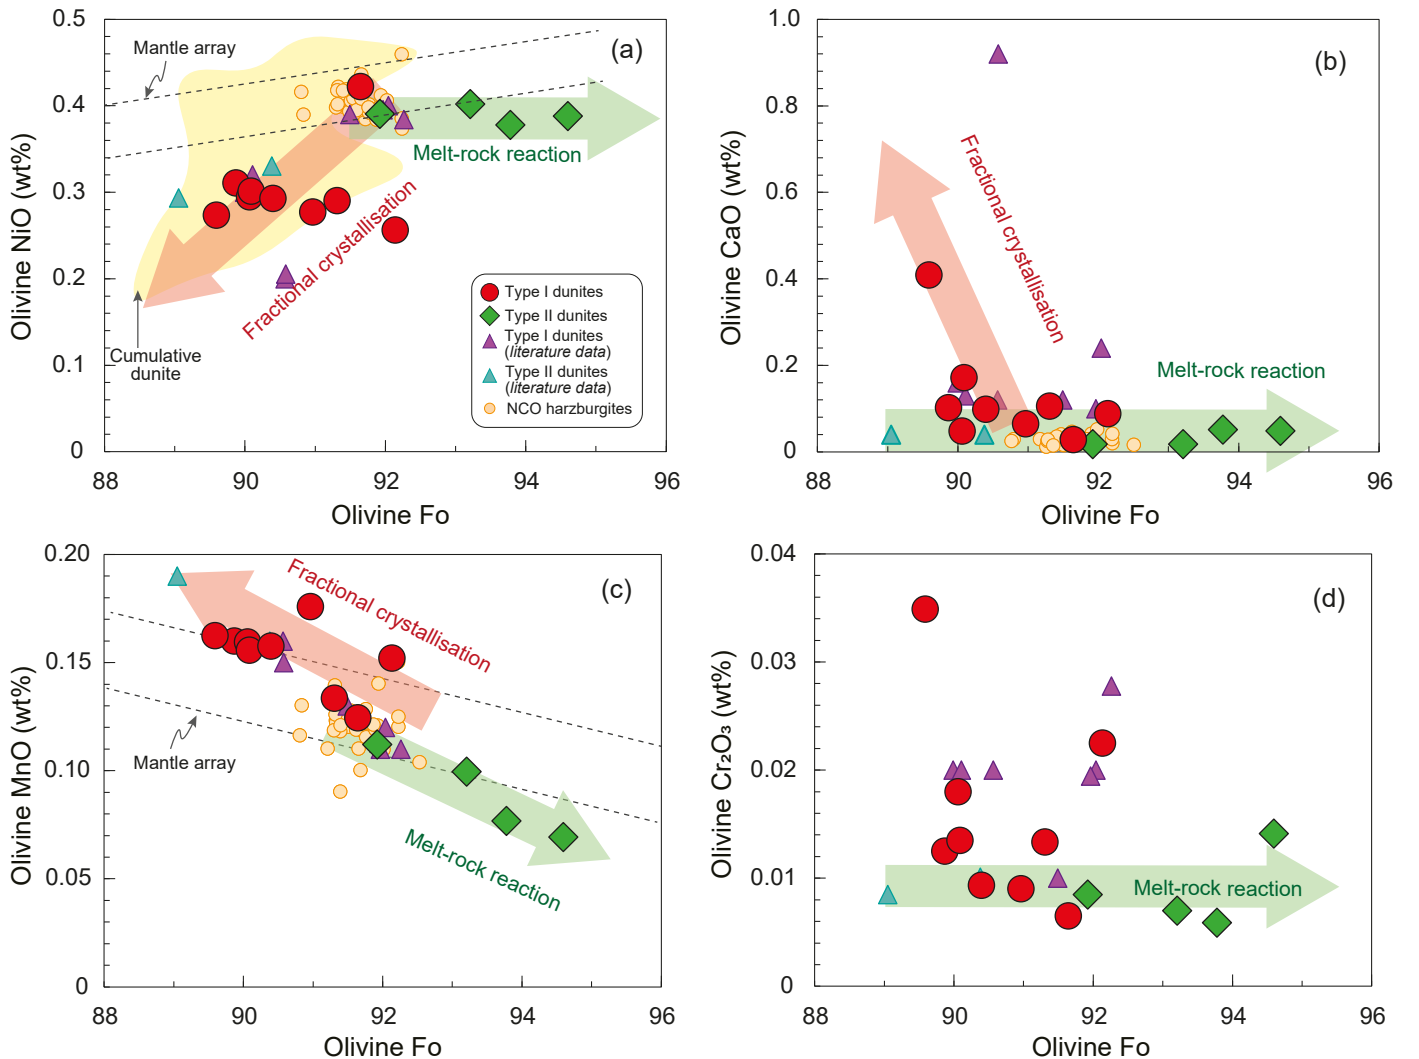 0.5
0.4
0.3
0.2
0.1
0
Olivine NiO (wt%)
Mantle array
(a)
Melt-rock reaction
Fractional crystallisation
Cumulative
dunite
Type I dunites
Type II dunites
Type I dunites
(literature data)
Type II dunites
(literature data)
NCO harzburgites
88
90
92
94
96
Olivine Fo
1.0
0.8
0.6
0.4
0.2
0
Olivine CaO (wt%)
(b)
Fractional crystallisation
Melt-rock reaction
88
90
92
94
96
Olivine Fo
0.20
0.15
0.10
0.05
0
Olivine MnO (wt%)
Fractional crystallisation
(c)
Mantle array
Melt-rock reaction
88
90
92
94
96
Olivine Fo
0.04
0.03
0.02
0.01
0
Olivine Cr₂O₃ (wt%)
(d)
Melt-rock reaction
88
90
92
94
96
Olivine Fo